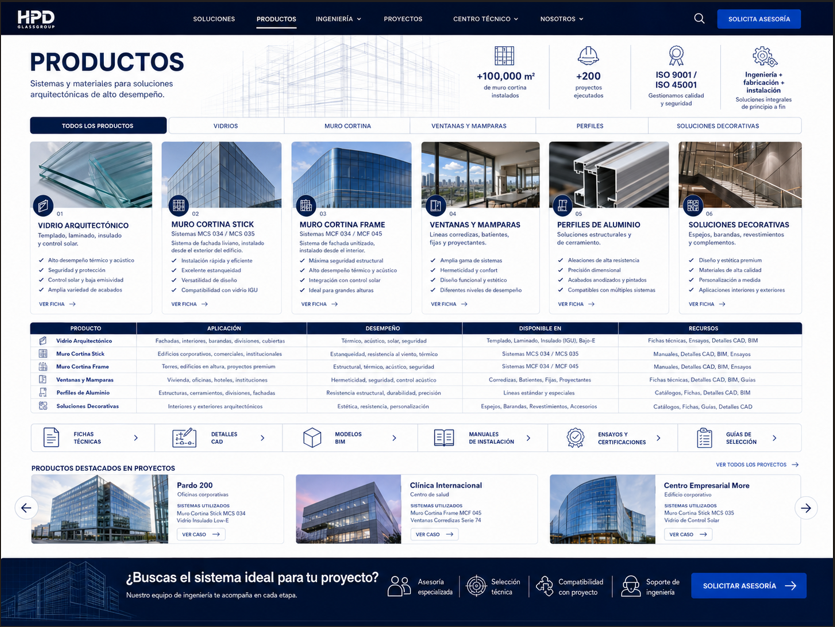 HPD
GLASSGROUP
SOLUCIONES
PRODUCTOS
INGENIERÍA
PROYECTOS
CENTRO TÉCNICO
NOSOTROS
SOLICITA ASESORÍA
PRODUCTOS
Sistemas y materiales para soluciones
arquitectónicas de alto desempeño.
+100,000 m²
de muro cortina
instalados
+200
proyectos
ejecutados
ISO 9001 /
ISO 45001
Gestionamos calidad
y seguridad
Ingeniería +
fabricación +
instalación
Soluciones integrales
de principio a fin
TODOS LOS PRODUCTOS
VIDRIOS
MURO CORTINA
VENTANAS Y MAMPARAS
PERFILES
SOLUCIONES DECORATIVAS
01
VIDRIO ARQUITECTÓNICO
Templado, laminado, insulado
y control solar.
Alto desempeño térmico y acústico
Seguridad y protección
Control solar y baja emisividad
Amplia variedad de acabados
VER FICHA
02
MURO CORTINA STICK
Sistemas MCS 034 / MCS 035
Sistema de fachada liviano, instalado
desde el exterior del edificio.
Instalación rápida y eficiente
Excelente estanqueidad
Versatilidad de diseño
Compatibilidad con vidrio IGU
VER FICHA
03
MURO CORTINA FRAME
Sistemas MCF 034 / MCF 045
Sistema de fachada unitizada,
instalado desde el interior.
Máxima seguridad estructural
Alto desempeño térmico y acústico
Integración con control solar
Ideal para grandes alturas
VER FICHA
04
VENTANAS Y MAMPARAS
Líneas corredizas, batientes,
fijas y proyectantes.
Amplia gama de sistemas
Hermeticidad y confort
Diseño funcional y estético
Diferentes niveles de desempeño
VER FICHA
05
PERFILES DE ALUMINIO
Soluciones estructurales y
de cerramiento.
Aleaciones de alta resistencia
Precisión dimensional
Acabados anodizados y pintados
Compatibles con múltiples sistemas
VER FICHA
06
SOLUCIONES DECORATIVAS
Espejos, barandas, revestimientos
y complementos.
Diseño y estética premium
Materiales de alta calidad
Personalización a medida
Aplicaciones interiores y exteriores
VER FICHA
PRODUCTO APLICACIÓN DESEMPEÑO DISPONIBLE EN RECURSOS
Vidrio Arquitectónico Fachadas, interiores, barandas, divisiones, cubiertas Térmico, acústico, solar, seguridad Templado, Laminado, Insulado (IGU), Bajo-E Fichas técnicas, Ensayos, Detalles CAD, BIM
Muro Cortina Stick Edificios corporativos, comerciales, institucionales Estanqueidad, resistencia al viento, térmico Sistemas MCS 034 / MCS 035 Manuales, Detalles CAD, BIM, Ensayos
Muro Cortina Frame Torres, edificios en altura, proyectos premium Estructural, térmico, acústico, seguridad Sistemas MCF 034 / MCF 045 Manuales, Detalles CAD, BIM, Ensayos
Ventanas y Mamparas Vivienda, oficinas, hoteles, instituciones Hermeticidad, seguridad, control acústico Corredizas, Batientes, Fijas, Proyectantes Fichas técnicas, Detalles CAD, BIM, Guías
Perfiles de Aluminio Estructuras, cerramientos, divisiones, fachadas Resistencia estructural, durabilidad, precisión Líneas estándar y especiales Catálogos, Fichas, Detalles CAD, BIM
Soluciones Decorativas Interiores y exteriores arquitectónicos Estética, resistencia, personalización Espejos, Barandas, Revestimientos, Accesorios Catálogos, Fichas, Guías, Detalles CAD
FICHAS
TÉCNICAS
DETALLES
CAD
MODELOS
BIM
MANUALES
DE INSTALACIÓN
ENSAYOS Y
CERTIFICACIONES
GUÍAS DE
SELECCIÓN
PRODUCTOS DESTACADOS EN PROYECTOS
VER TODOS LOS PROYECTOS
Pardo 200
Oficinas corporativas
SISTEMAS UTILIZADOS
Muro Cortina Stick MCS 034
Vidrio Insulado Low-E
VER CASO
Clínica Internacional
Centro de salud
SISTEMAS UTILIZADOS
Muro Cortina Frame MCF 045
Ventanas Corredizas Serie 74
VER CASO
Centro Empresarial More
Edificio corporativo
SISTEMAS UTILIZADOS
Muro Cortina Stick MCS 035
Vidrio de Control Solar
VER CASO
¿Buscas el sistema ideal para tu proyecto?
Nuestro equipo de ingeniería te acompaña en cada etapa.
Asesoría
especializada
Selección
técnica
Compatibilidad
con proyecto
Soporte de
ingeniería
SOLICITAR ASESORÍA